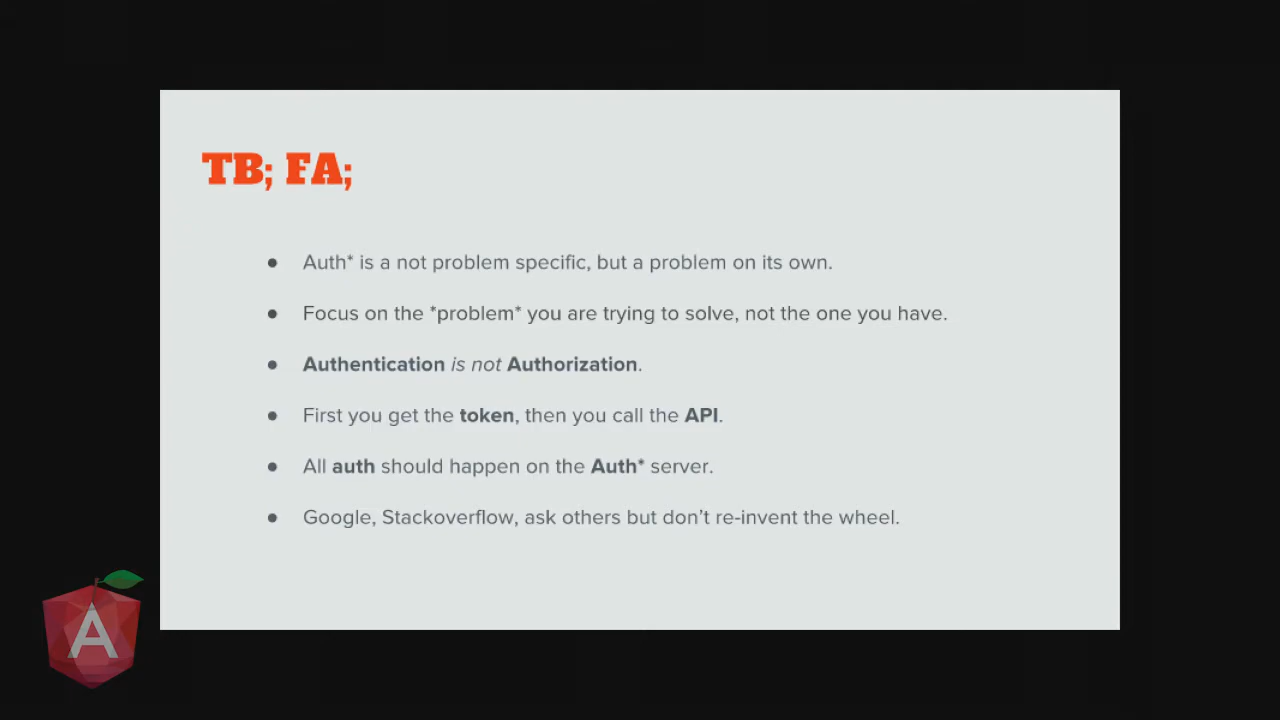 TB; FA;
● Auth* is a not problem specific, but a problem on its own.
● Focus on the *problem* you are trying to solve, not the one you have.
● Authentication is not Authorization.
● First you get the token, then you call the API.
● All auth should happen on the Auth* server.
● Google, Stackoverflow, ask others but don’t re-invent the wheel.
A